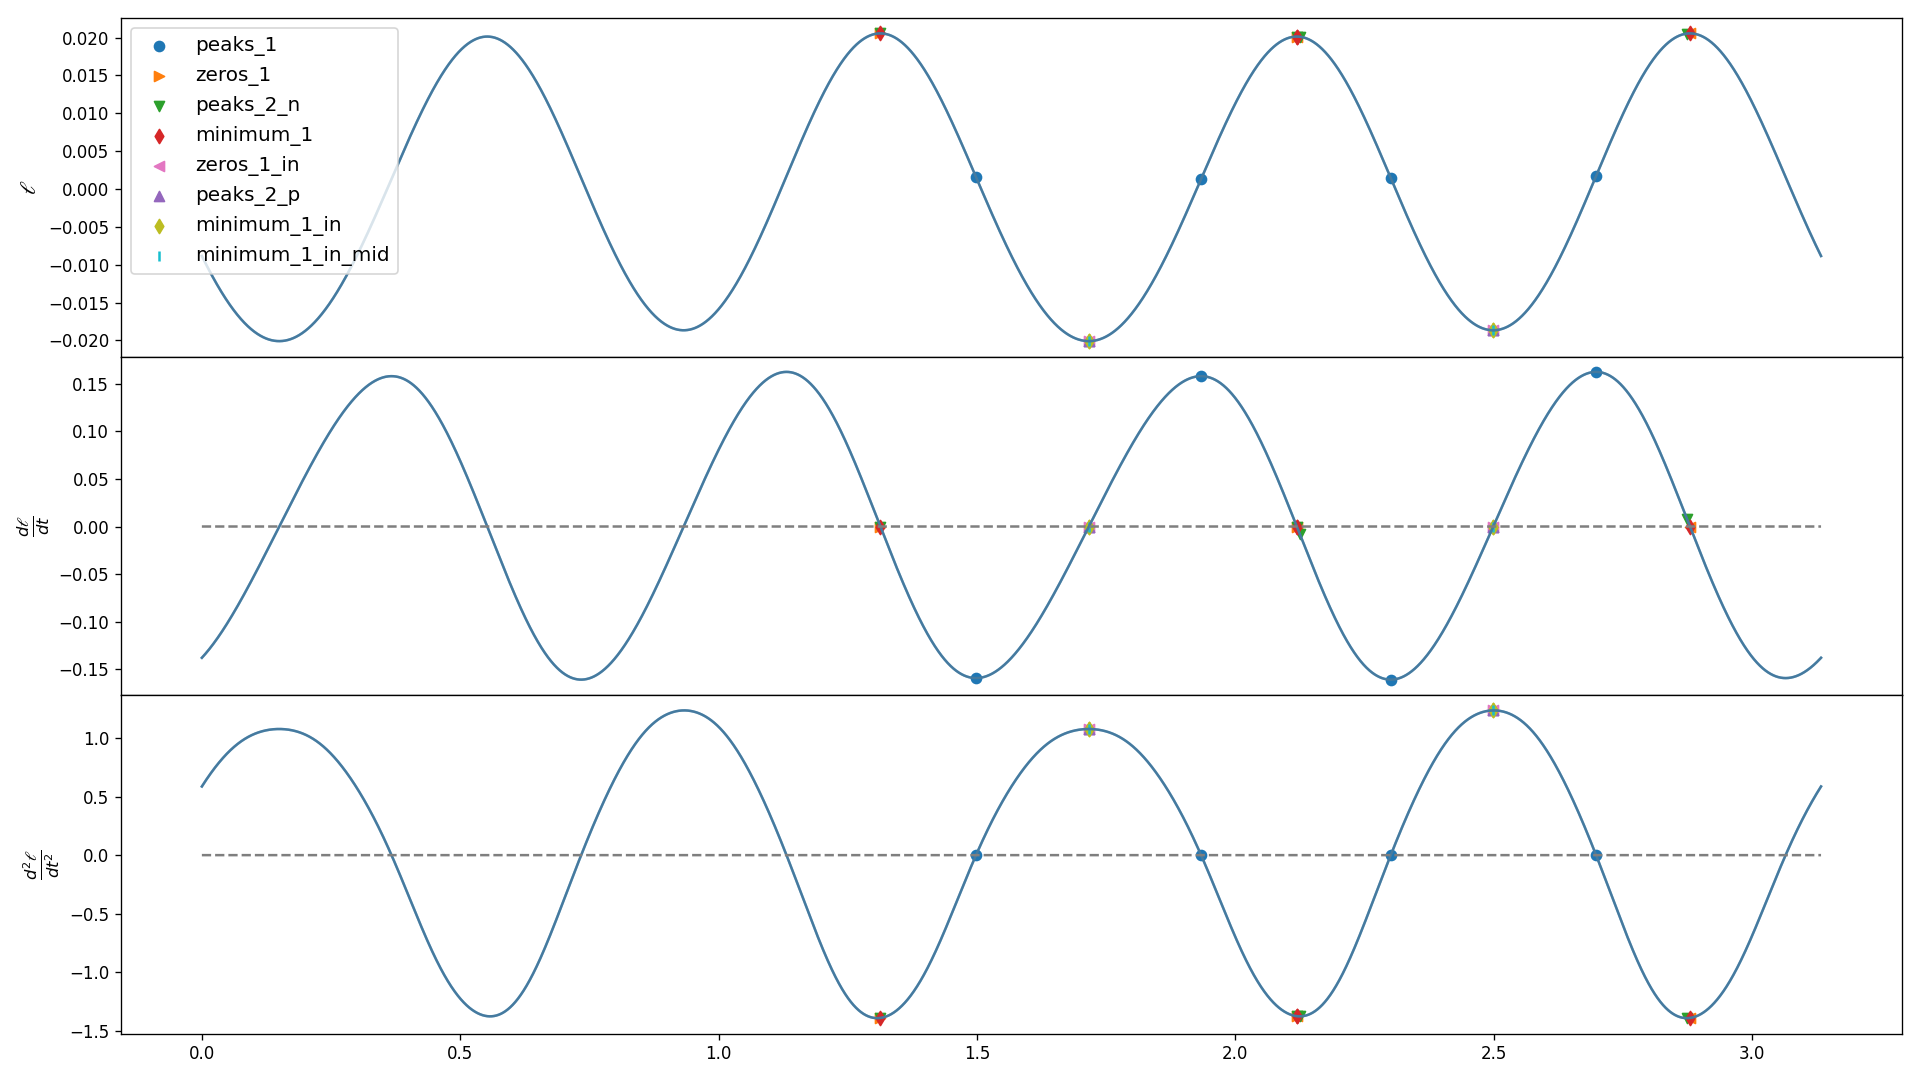 peaks_1
zeros_1
peaks_2_n
minimum_1
zeros_1_in
peaks_2_p
minimum_1_in
minimum_1_in_mid
ℓ
0.020
0.015
0.010
0.005
0.000
−0.005
−0.010
−0.015
−0.020
dℓ/dt
0.15
0.10
0.05
0.00
−0.05
−0.10
−0.15
d²ℓ/dt²
1.0
0.5
0.0
−0.5
−1.0
−1.5
0.0 0.5 1.0 1.5 2.0 2.5 3.0